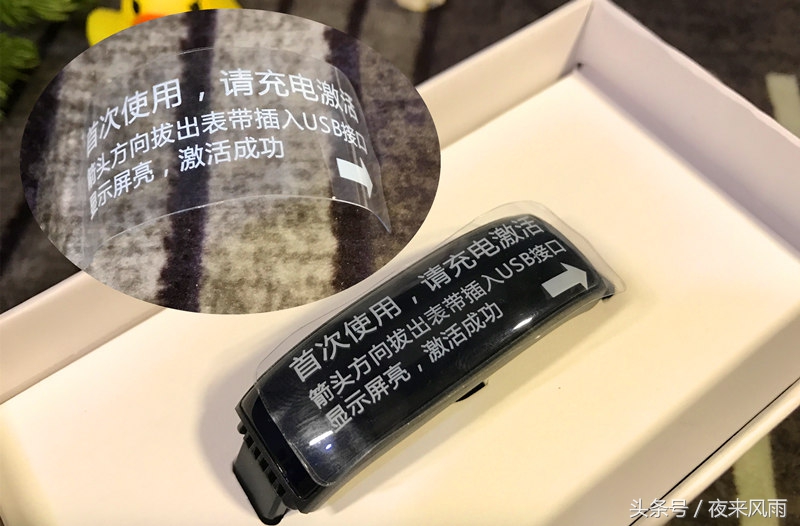 首次使用，请充电激活
箭头方向拔出表带插入USB接口
显示屏亮，激活成功
首次使用，请充电激活
箭头方向拔出表带插入USB接口
显示屏亮，激活成功
头条号／夜来风雨